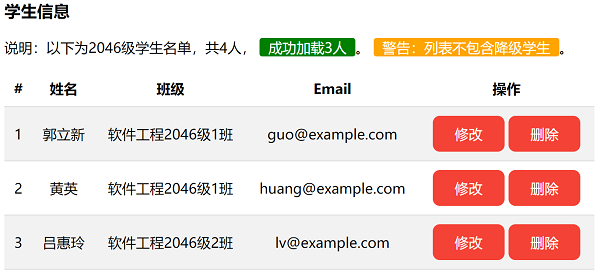 学生信息
说明：以下为2046级学生名单，共4人， 成功加载3人 。 警告：列表不包含降级学生 。
# 姓名 班级 Email 操作
1 郭立新 软件工程2046级1班 guo@example.com 修改 删除
2 黄英 软件工程2046级1班 huang@example.com 修改 删除
3 吕惠玲 软件工程2046级2班 lv@example.com 修改 删除